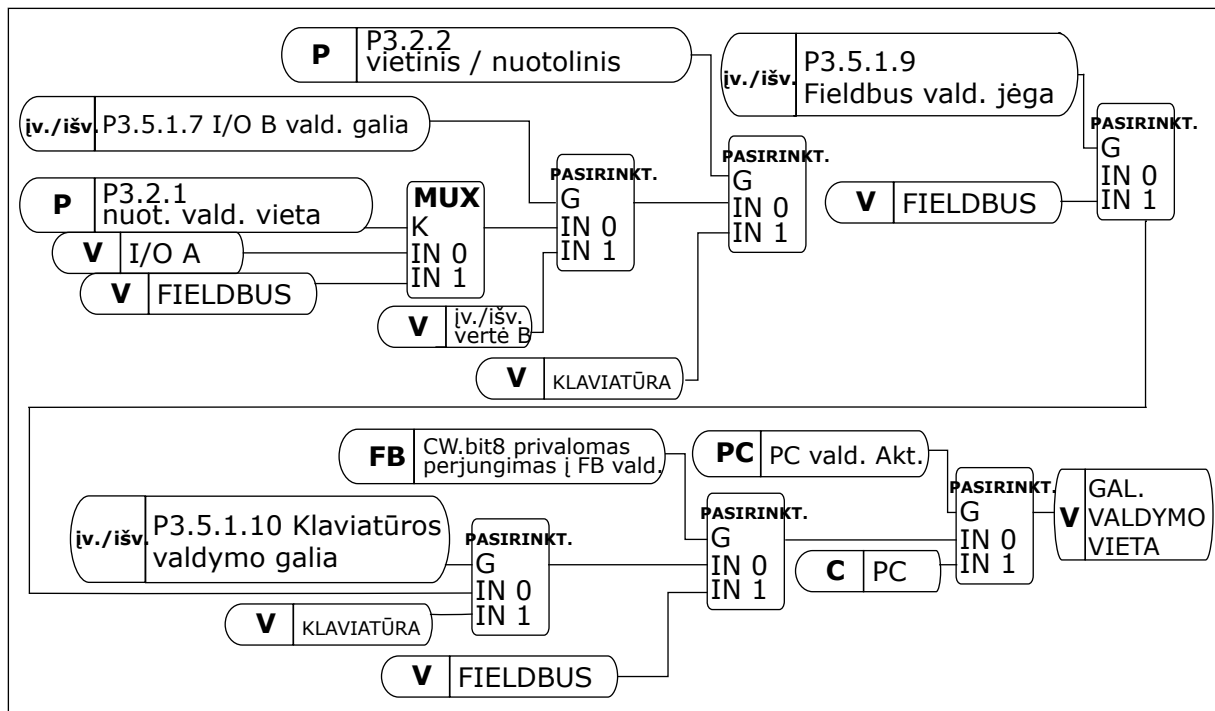 P
P3.2.2
vietinis / nuotolinis
įv./išv.
P3.5.1.9
Fieldbus vald. jėga
įv./išv.
P3.5.1.7 I/O B vald. galia
PASIRINKT.
G
IN 0
IN 1
V
FIELDBUS
PASIRINKT.
G
IN 0
IN 1
PASIRINKT.
G
IN 0
IN 1
P
P3.2.1
nuot. vald. vieta
MUX
K
IN 0
IN 1
V
I/O A
V
FIELDBUS
V
įv./išv.
vertė B
V
KLAVIATŪRA
FB
CW.bit8 privalomas
perjungimas į FB vald.
PC
PC vald. Akt.
PASIRINKT.
G
IN 0
IN 1
V
GAL.
VALDYMO
VIETA
įv./išv.
P3.5.1.10 Klaviatūros
valdymo galia
PASIRINKT.
G
IN 0
IN 1
PASIRINKT.
G
IN 0
IN 1
C
PC
V
KLAVIATŪRA
V
FIELDBUS